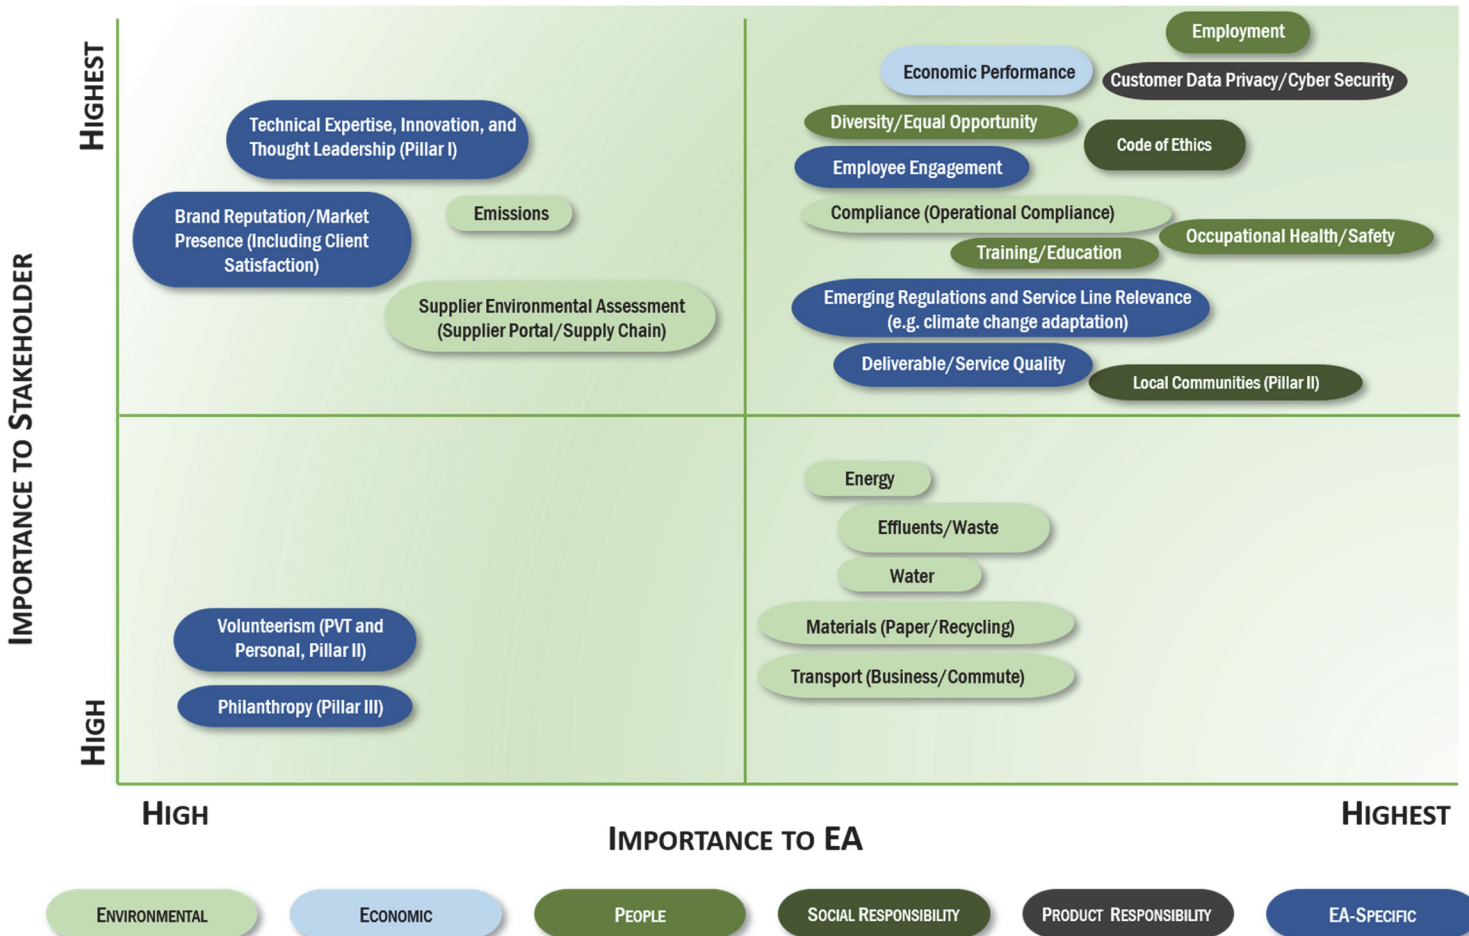 HIGHEST
IMPORTANCE TO STAKEHOLDER
HIGH
Employment
Economic Performance
Customer Data Privacy/Cyber Security
Technical Expertise, Innovation, and
Thought Leadership (Pillar I)
Diversity/Equal Opportunity
Code of Ethics
Employee Engagement
Brand Reputation/Market
Presence (Including Client
Satisfaction)
Emissions
Compliance (Operational Compliance)
Occupational Health/Safety
Training/Education
Supplier Environmental Assessment
(Supplier Portal/Supply Chain)
Emerging Regulations and Service Line Relevance
(e.g. climate change adaptation)
Deliverable/Service Quality
Local Communities (Pillar II)
Energy
Effluents/Waste
Water
Materials (Paper/Recycling)
Transport (Business/Commute)
Volunteerism (PVT and
Personal, Pillar II)
Philanthropy (Pillar III)
HIGH
HIGHEST
IMPORTANCE TO EA
ENVIRONMENTAL
ECONOMIC
PEOPLE
SOCIAL RESPONSIBILITY
PRODUCT RESPONSIBILITY
EA-SPECIFIC